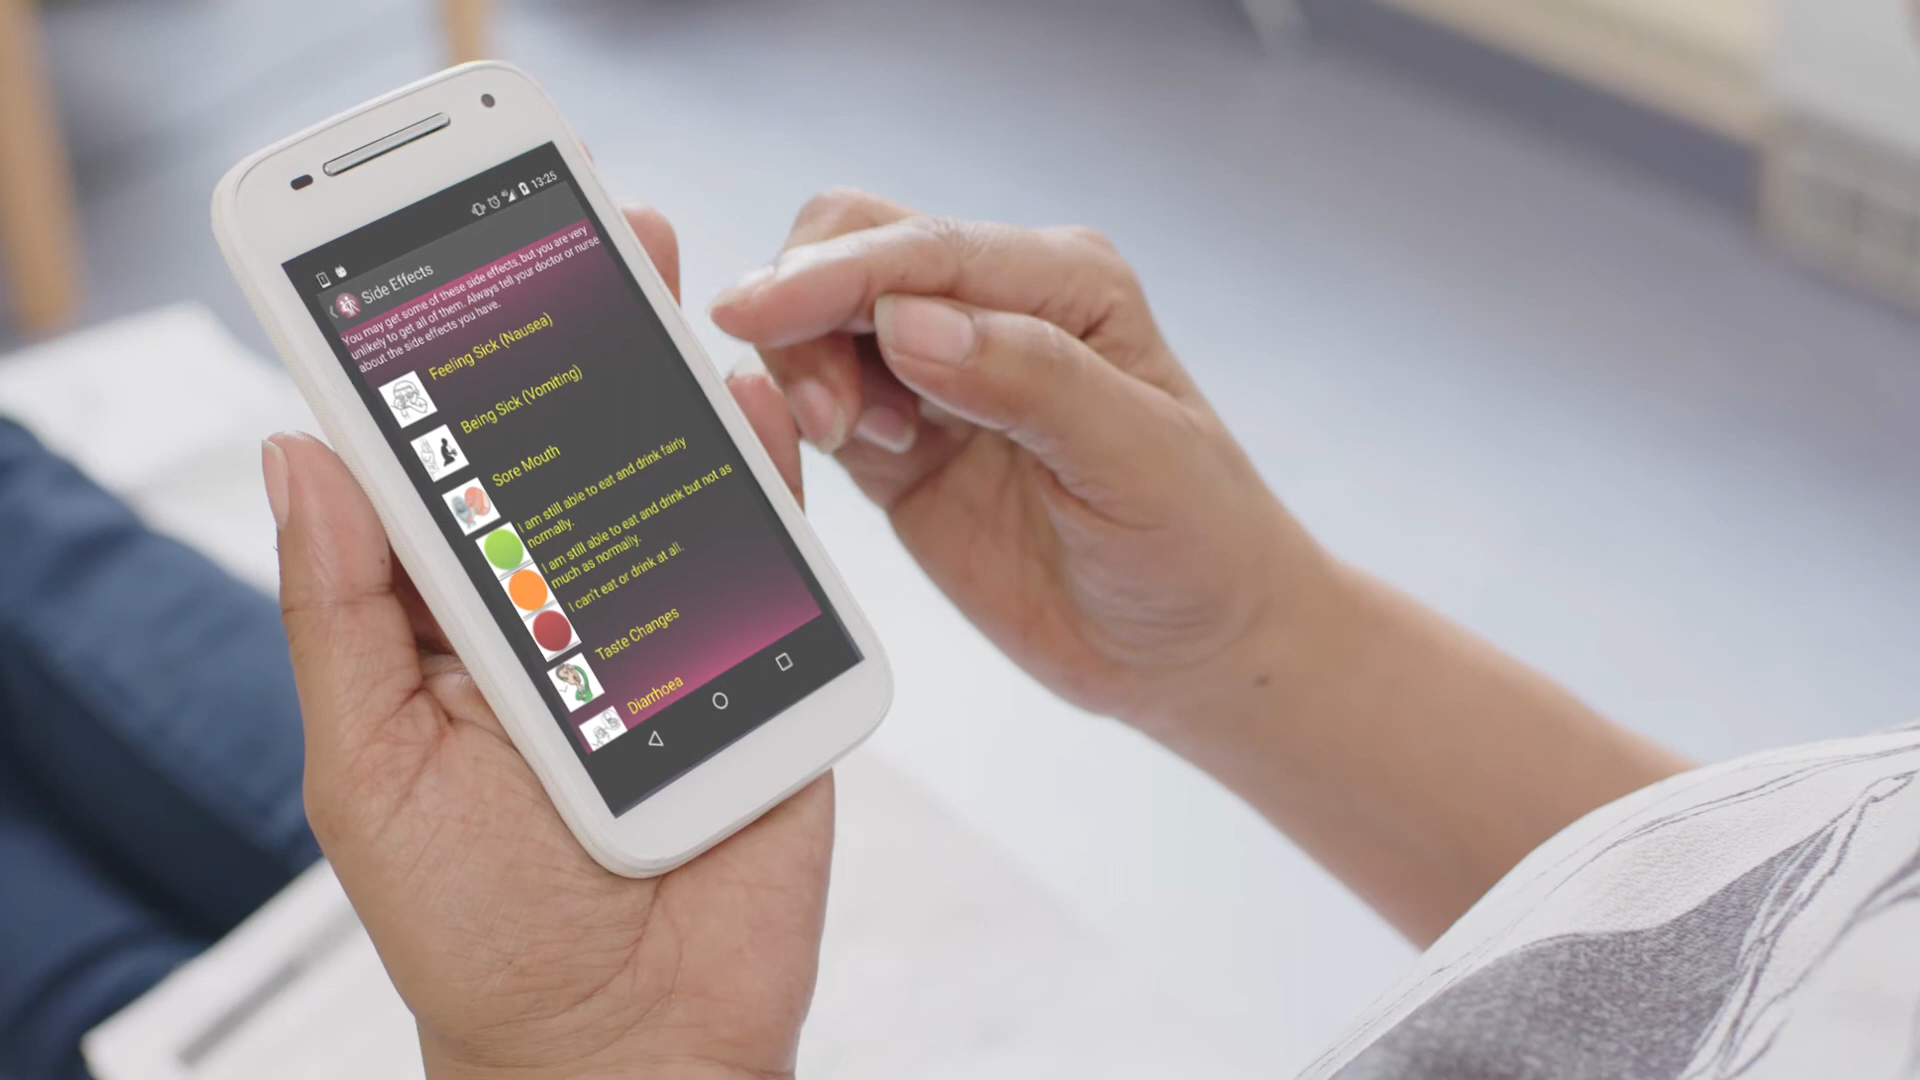 13:25
Side Effects
You may get some of these side effects, but you are very
unlikely to get all of them. Always tell your doctor or nurse
about the side effects you have.
Feeling Sick (Nausea)
Being Sick (Vomiting)
Sore Mouth
I am still able to eat and drink fairly
normally.
I am still able to eat and drink but not as
much as normally.
I can't eat or drink at all.
Taste Changes
Diarrhoea